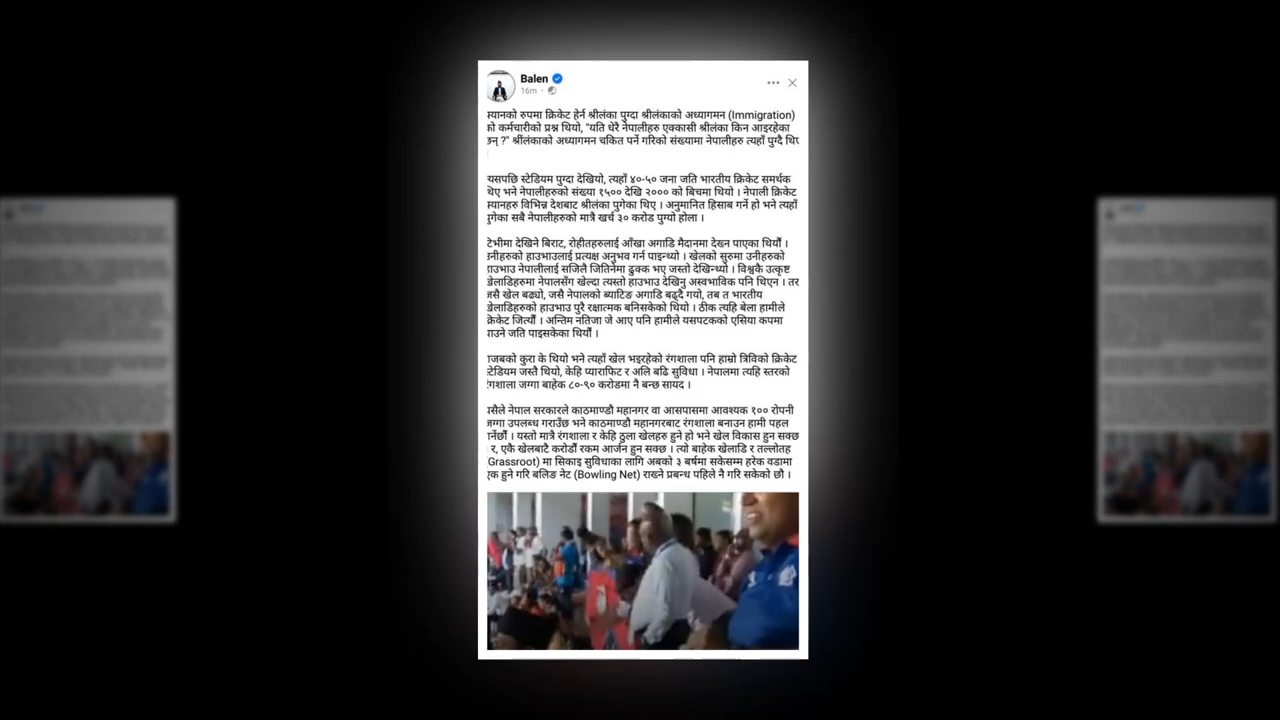 Balen
16m
्यानको रुपमा क्रिकेट हेर्न श्रीलंका पुग्दा श्रीलंकाको अध्यागमन (Immigration)
को कर्मचारीको प्रश्न थियो, "यति धेरै नेपालीहरु एक्कासी श्रीलंका किन आइरहेका
छन् ?" श्रीलंकाको अध्यागमन चकित पर्ने गरिको संख्यामा नेपालीहरु त्यहाँ पुग्दै थिए
यसपछि स्टेडियम पुग्दा देखियो, त्यहाँ ४०-५० जना जति भारतीय क्रिकेट समर्थक
थिए भने नेपालीहरुको संख्या १५०० देखि २००० को बिचमा थियो । नेपाली क्रिकेट
्यानहरु विभिन्न देशबाट श्रीलंका पुगेका थिए । अनुमानित हिसाब गर्ने हो भने त्यहाँ
पुगेका सबै नेपालीहरुको मात्रै खर्च ३० करोड पुग्यो होला ।
टिभीमा देखिने बिराट, रोहीतहरुलाई आँखा अगाडि मैदानमा देख्न पाएका थियौं ।
उनीहरुको हाउभाउलाई प्रत्यक्ष अनुभव गर्न पाइन्थ्यो । खेलको सुरुमा उनीहरुको
हाउभाउ नेपालीलाई सजिलै जितिनेमा ढुक्क भए जस्तो देखिन्थ्यो । विश्वकै उत्कृष्ट
खेलाडिहरुमा नेपालसँग खेल्दा त्यस्तो हाउभाउ देखिनु अस्वभाविक पनि थिएन । तर
जसै खेल बढ्यो, जसै नेपालको ब्याटिङ अगाडि बढ्दै गयो, तब त भारतीय
खेलाडिहरुको हाउभाउ पुरै रक्षात्मक बनिसकेको थियो । ठीक त्यहि बेला हामीले
क्रिकेट जित्यौं । अन्तिम नतिजा जे आए पनि हामीले यसपटकको एसिया कपमा
पाउने जति पाइसकेका थियौं ।
गजबको कुरा के थियो भने त्यहाँ खेल भइरहेको रंगशाला पनि हाम्रो त्रिविको क्रिकेट
स्टेडियम जस्तै थियो, केहि प्याराफिट र अलि बढि सुविधा । नेपालमा त्यहि स्तरको
रंगशाला जग्गा बाहेक ८०-९० करोडमा नै बन्छ सायद ।
यसैले नेपाल सरकारले काठमाण्डौ महानगर वा आसपासमा आवश्यक १०० रोपनी
जग्गा उपलब्ध गराउँछ भने काठमाण्डौ महानगरबाट रंगशाला बनाउन हामी पहल
गर्नेछौं । यस्तो मात्रै रंगशाला र केहि ठुला खेलहरु हुने हो भने खेल विकास हुन सक्छ
र, एकै खेलबाटै करोडौं रकम आर्जन हुन सक्छ । त्यो बाहेक खेलाडि र तल्लोतह
(Grassroot) मा सिकाइ सुविधाका लागि अबको ३ बर्षमा सकेसम्म हरेक वडामा
एक हुने गरि बलिङ नेट (Bowling Net) राख्ने प्रबन्ध पहिले नै गरि सकेको छौ ।